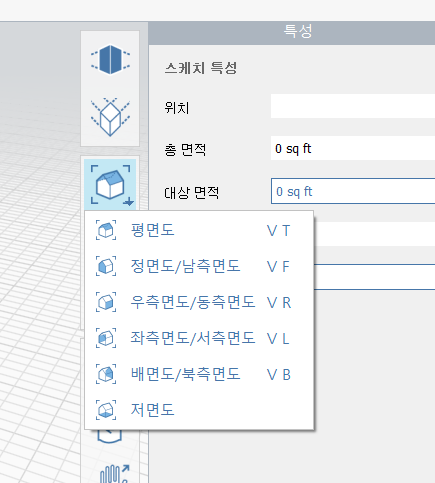 특성
스케치 특성
위치
총 면적 0 sq ft
대상 면적 0 sq ft
평면도 V T
정면도/남측면도 V F
우측면도/동측면도 V R
좌측면도/서측면도 V L
배면도/북측면도 V B
저면도